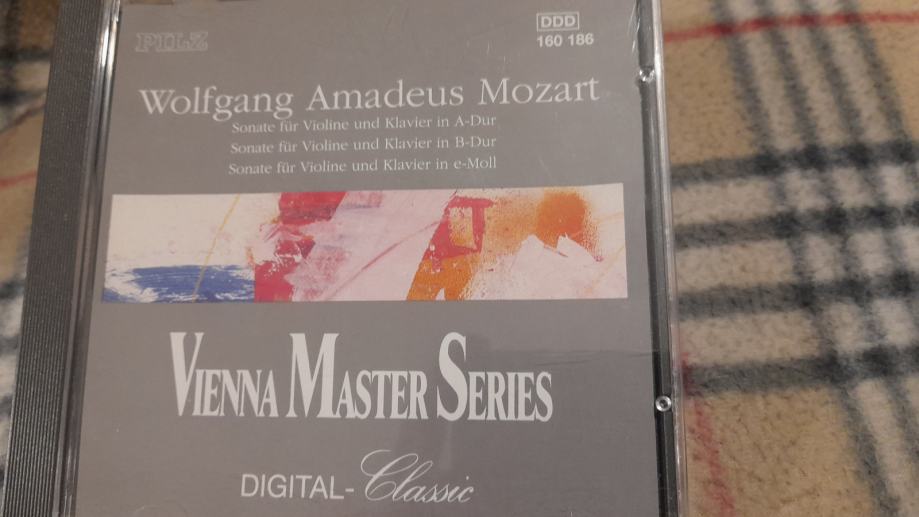 PILZ
DDD
160 186
Wolfgang Amadeus Mozart
Sonate für Violine und Klavier in A-Dur
Sonate für Violine und Klavier in B-Dur
Sonate für Violine und Klavier in e-Moll
VIENNA MASTER SERIES
DIGITAL-Classic